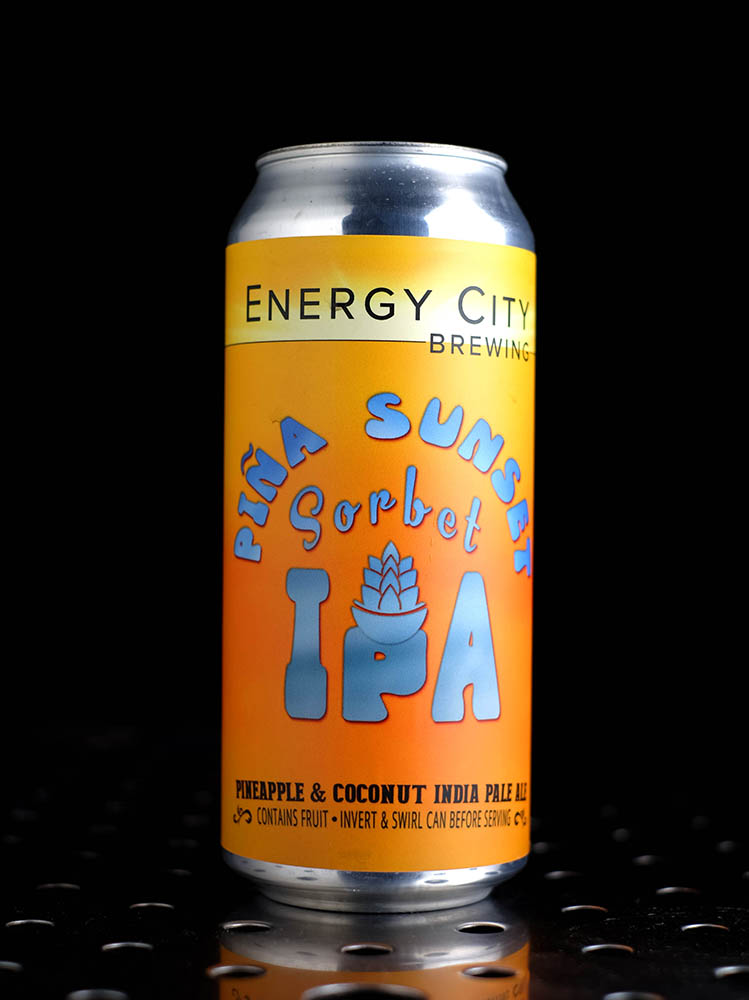 ENERGY CITY
BREWING
PIÑA SUNSET
Sorbet
IPA
PINEAPPLE & COCONUT INDIA PALE ALE
CONTAINS FRUIT • INVERT & SWIRL CAN BEFORE SERVING